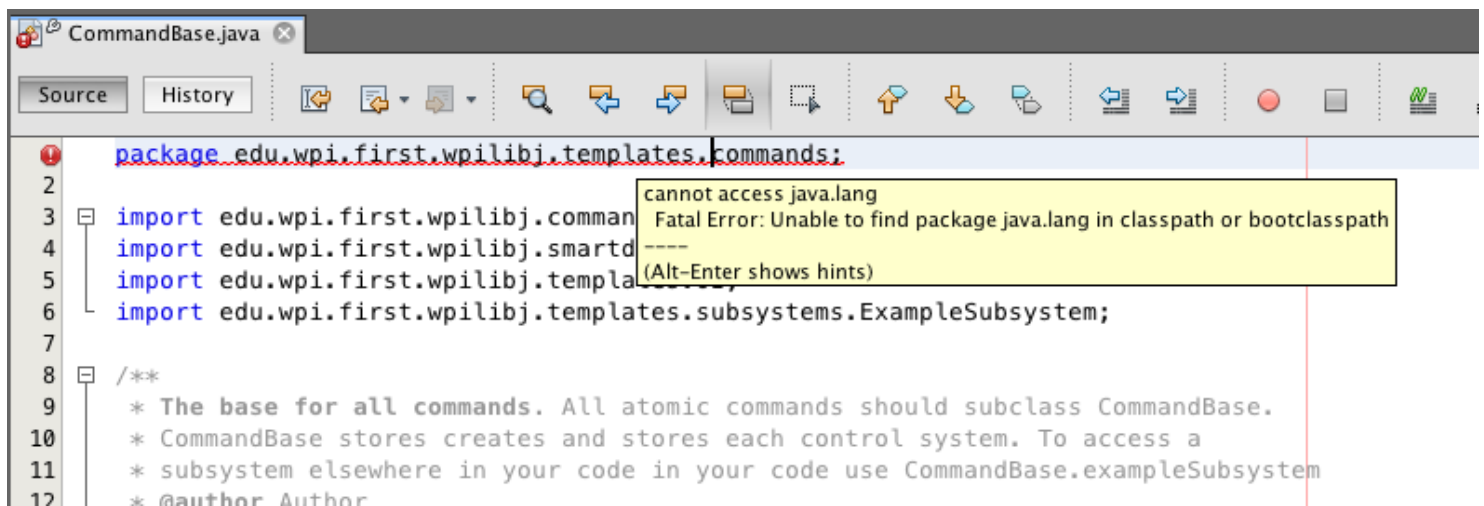 CommandBase.java
Source History
package edu.wpi.first.wpilibj.templates.commands;
cannot access java.lang
Fatal Error: Unable to find package java.lang in classpath or bootclasspath
----
(Alt-Enter shows hints)
2
3 import edu.wpi.first.wpilibj.comman
4 import edu.wpi.first.wpilibj.smartd
5 import edu.wpi.first.wpilibj.templa
6 import edu.wpi.first.wpilibj.templates.subsystems.ExampleSubsystem;
7
8 /**
9 * The base for all commands. All atomic commands should subclass CommandBase.
10 * CommandBase stores creates and stores each control system. To access a
11 * subsystem elsewhere in your code in your code use CommandBase.exampleSubsystem
12 * @author Author